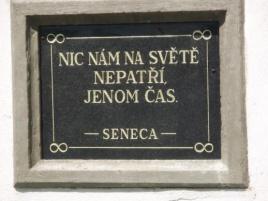 NIC NÁM NA SVĚTĚ
NEPATŘÍ,
JENOM ČAS.
— SENECA —